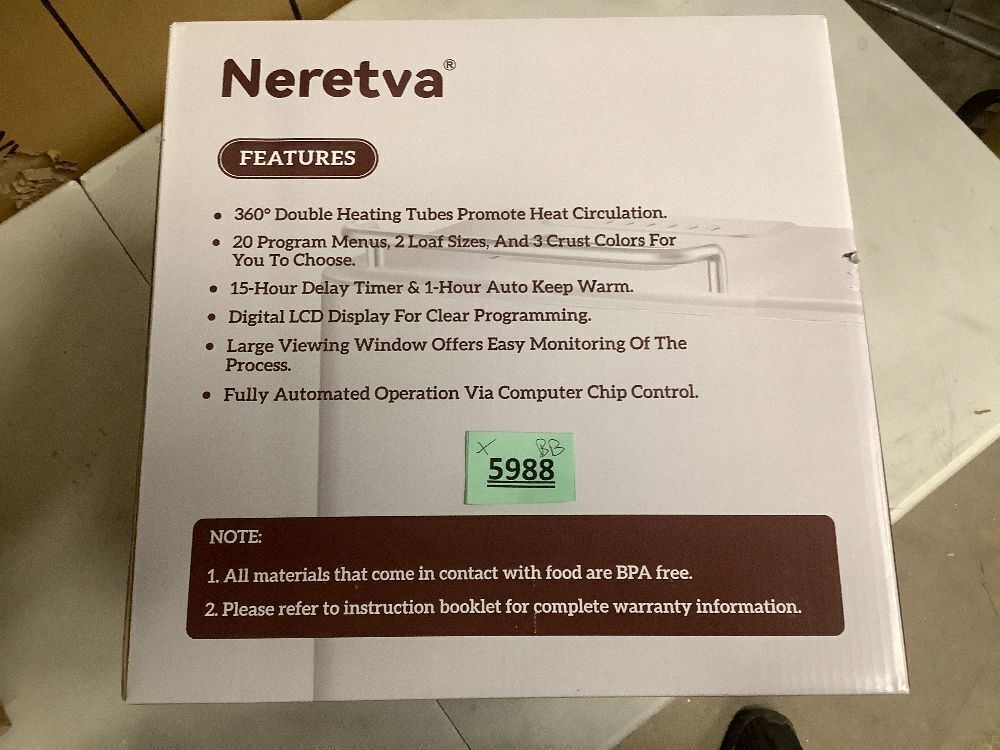 Neretva®
FEATURES
• 360° Double Heating Tubes Promote Heat Circulation.
• 20 Program Menus, 2 Loaf Sizes, And 3 Crust Colors For
You To Choose.
• 15-Hour Delay Timer & 1-Hour Auto Keep Warm.
• Digital LCD Display For Clear Programming.
• Large Viewing Window Offers Easy Monitoring Of The
Process.
• Fully Automated Operation Via Computer Chip Control.
X BB
5988
NOTE:
1. All materials that come in contact with food are BPA free.
2. Please refer to instruction booklet for complete warranty information.